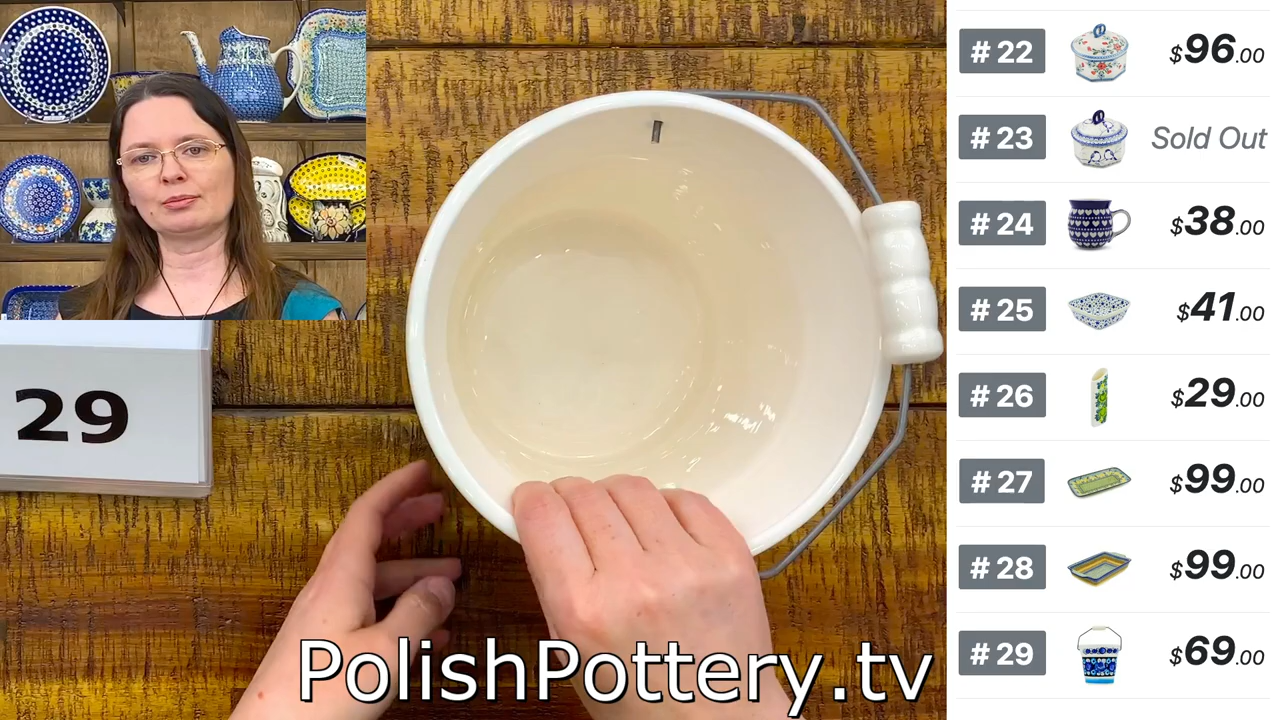 29
PolishPottery.tv
# 22 $96.00
# 23 Sold Out
# 24 $38.00
# 25 $41.00
# 26 $29.00
# 27 $99.00
# 28 $99.00
# 29 $69.00